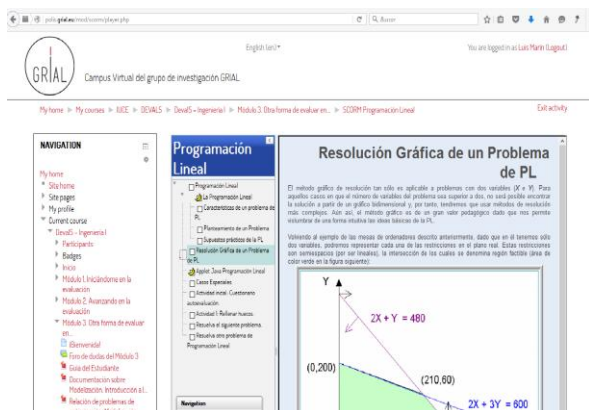 polo.grial.eu/mod/scorm/player.php
Buscar
English (en)
You are logged in as Luis Marin (Logout)
GRIAL
Campus Virtual del grupo de investigación GRIAL
My home
My courses
IUCE
DEVALS
DevalS - Ingeniería I
Módulo 3. Otra forma de evaluar en...
SCORM Programación Lineal
Exit activity
NAVIGATION
My home
Site home
Site pages
My profile
Current course
DevalS - Ingeniería I
Participants
Badges
Inicio
Módulo 1. Iniciándome en la
evaluación
Módulo 2. Avanzando en la
evaluación
Módulo 3. Otra forma de evaluar
en...
¡Bienvenida!
Foro de dudas del Módulo 3
Guía del Estudiante
Documentación sobre
Modelización. Introducción a l...
Relación de problemas de
Programación
Lineal
Programación Lineal
La Programación Lineal
Características de un problema de
PL
Planteamiento de un Problema
Supuestos prácticos de la PL
Resolución Gráfica de un Problema
de PL
Applet Java Programación Lineal
Casos Especiales
Actividad inicial. Cuestionario
autoevaluación
Actividad 1: Rellenar huecos.
Resuelva el siguiente problema.
Resuelva otro problema de
Programación Lineal
Navigation
Resolución Gráfica de un Problema
de PL
El método gráfico de resolución tan sólo es aplicable a problemas con dos variables (X e Y). Para
aquellos casos en que el número de variables del problema sea superior a dos, no será posible encontrar
la solución a partir de un gráfico bidimensional y, por tanto, tendremos que usar métodos de resolución
más complejos. Aún así, el método gráfico es de un gran valor pedagógico dado que nos permite
vislumbrar de una forma intuitiva las ideas básicas de la PL.
Volviendo al ejemplo de las mesas de ordenadores descrito anteriormente, dado que en él tenemos sólo
dos variables, podremos representar cada una de las restricciones en el plano real. Estas restricciones
son semiespacios (por ser lineales), la intersección de los cuales se denomina región factible (área de
color verde en la figura siguiente):
Y
2X + Y = 480
(0,200)
(210,60)
2X + 3Y = 600